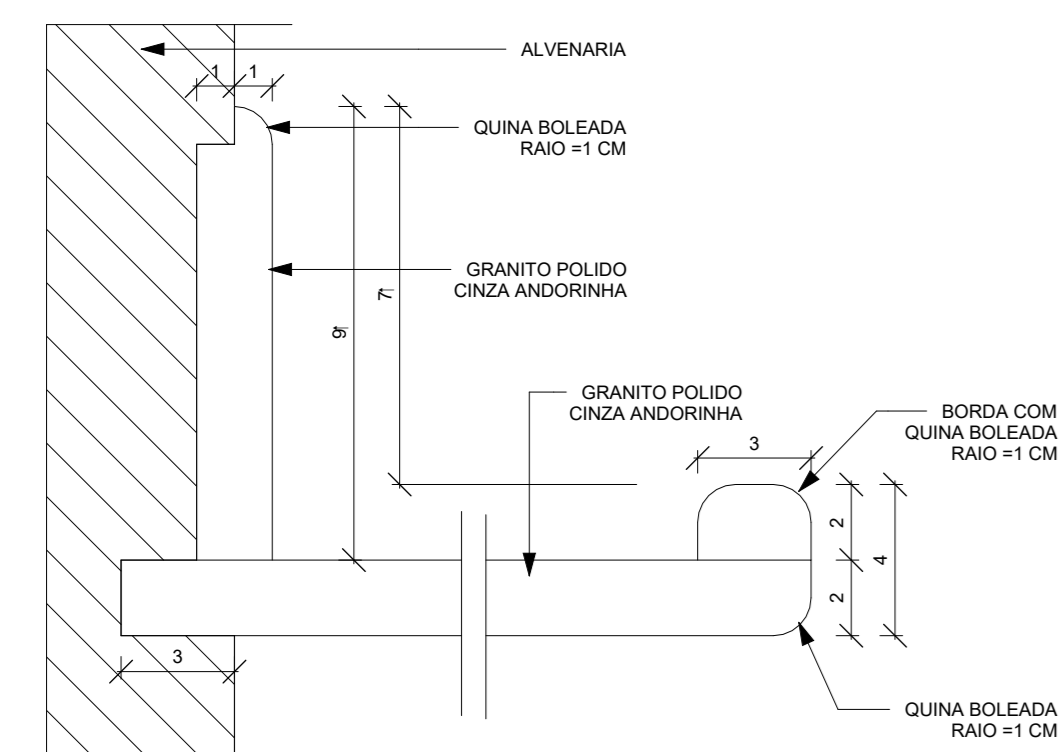 ALVENARIA
1 1
QUINA BOLEADA
RAIO =1 CM
GRANITO POLIDO
CINZA ANDORINHA
7
9
GRANITO POLIDO
CINZA ANDORINHA
BORDA COM
QUINA BOLEADA
RAIO =1 CM
3
2
4
2
3
QUINA BOLEADA
RAIO =1 CM